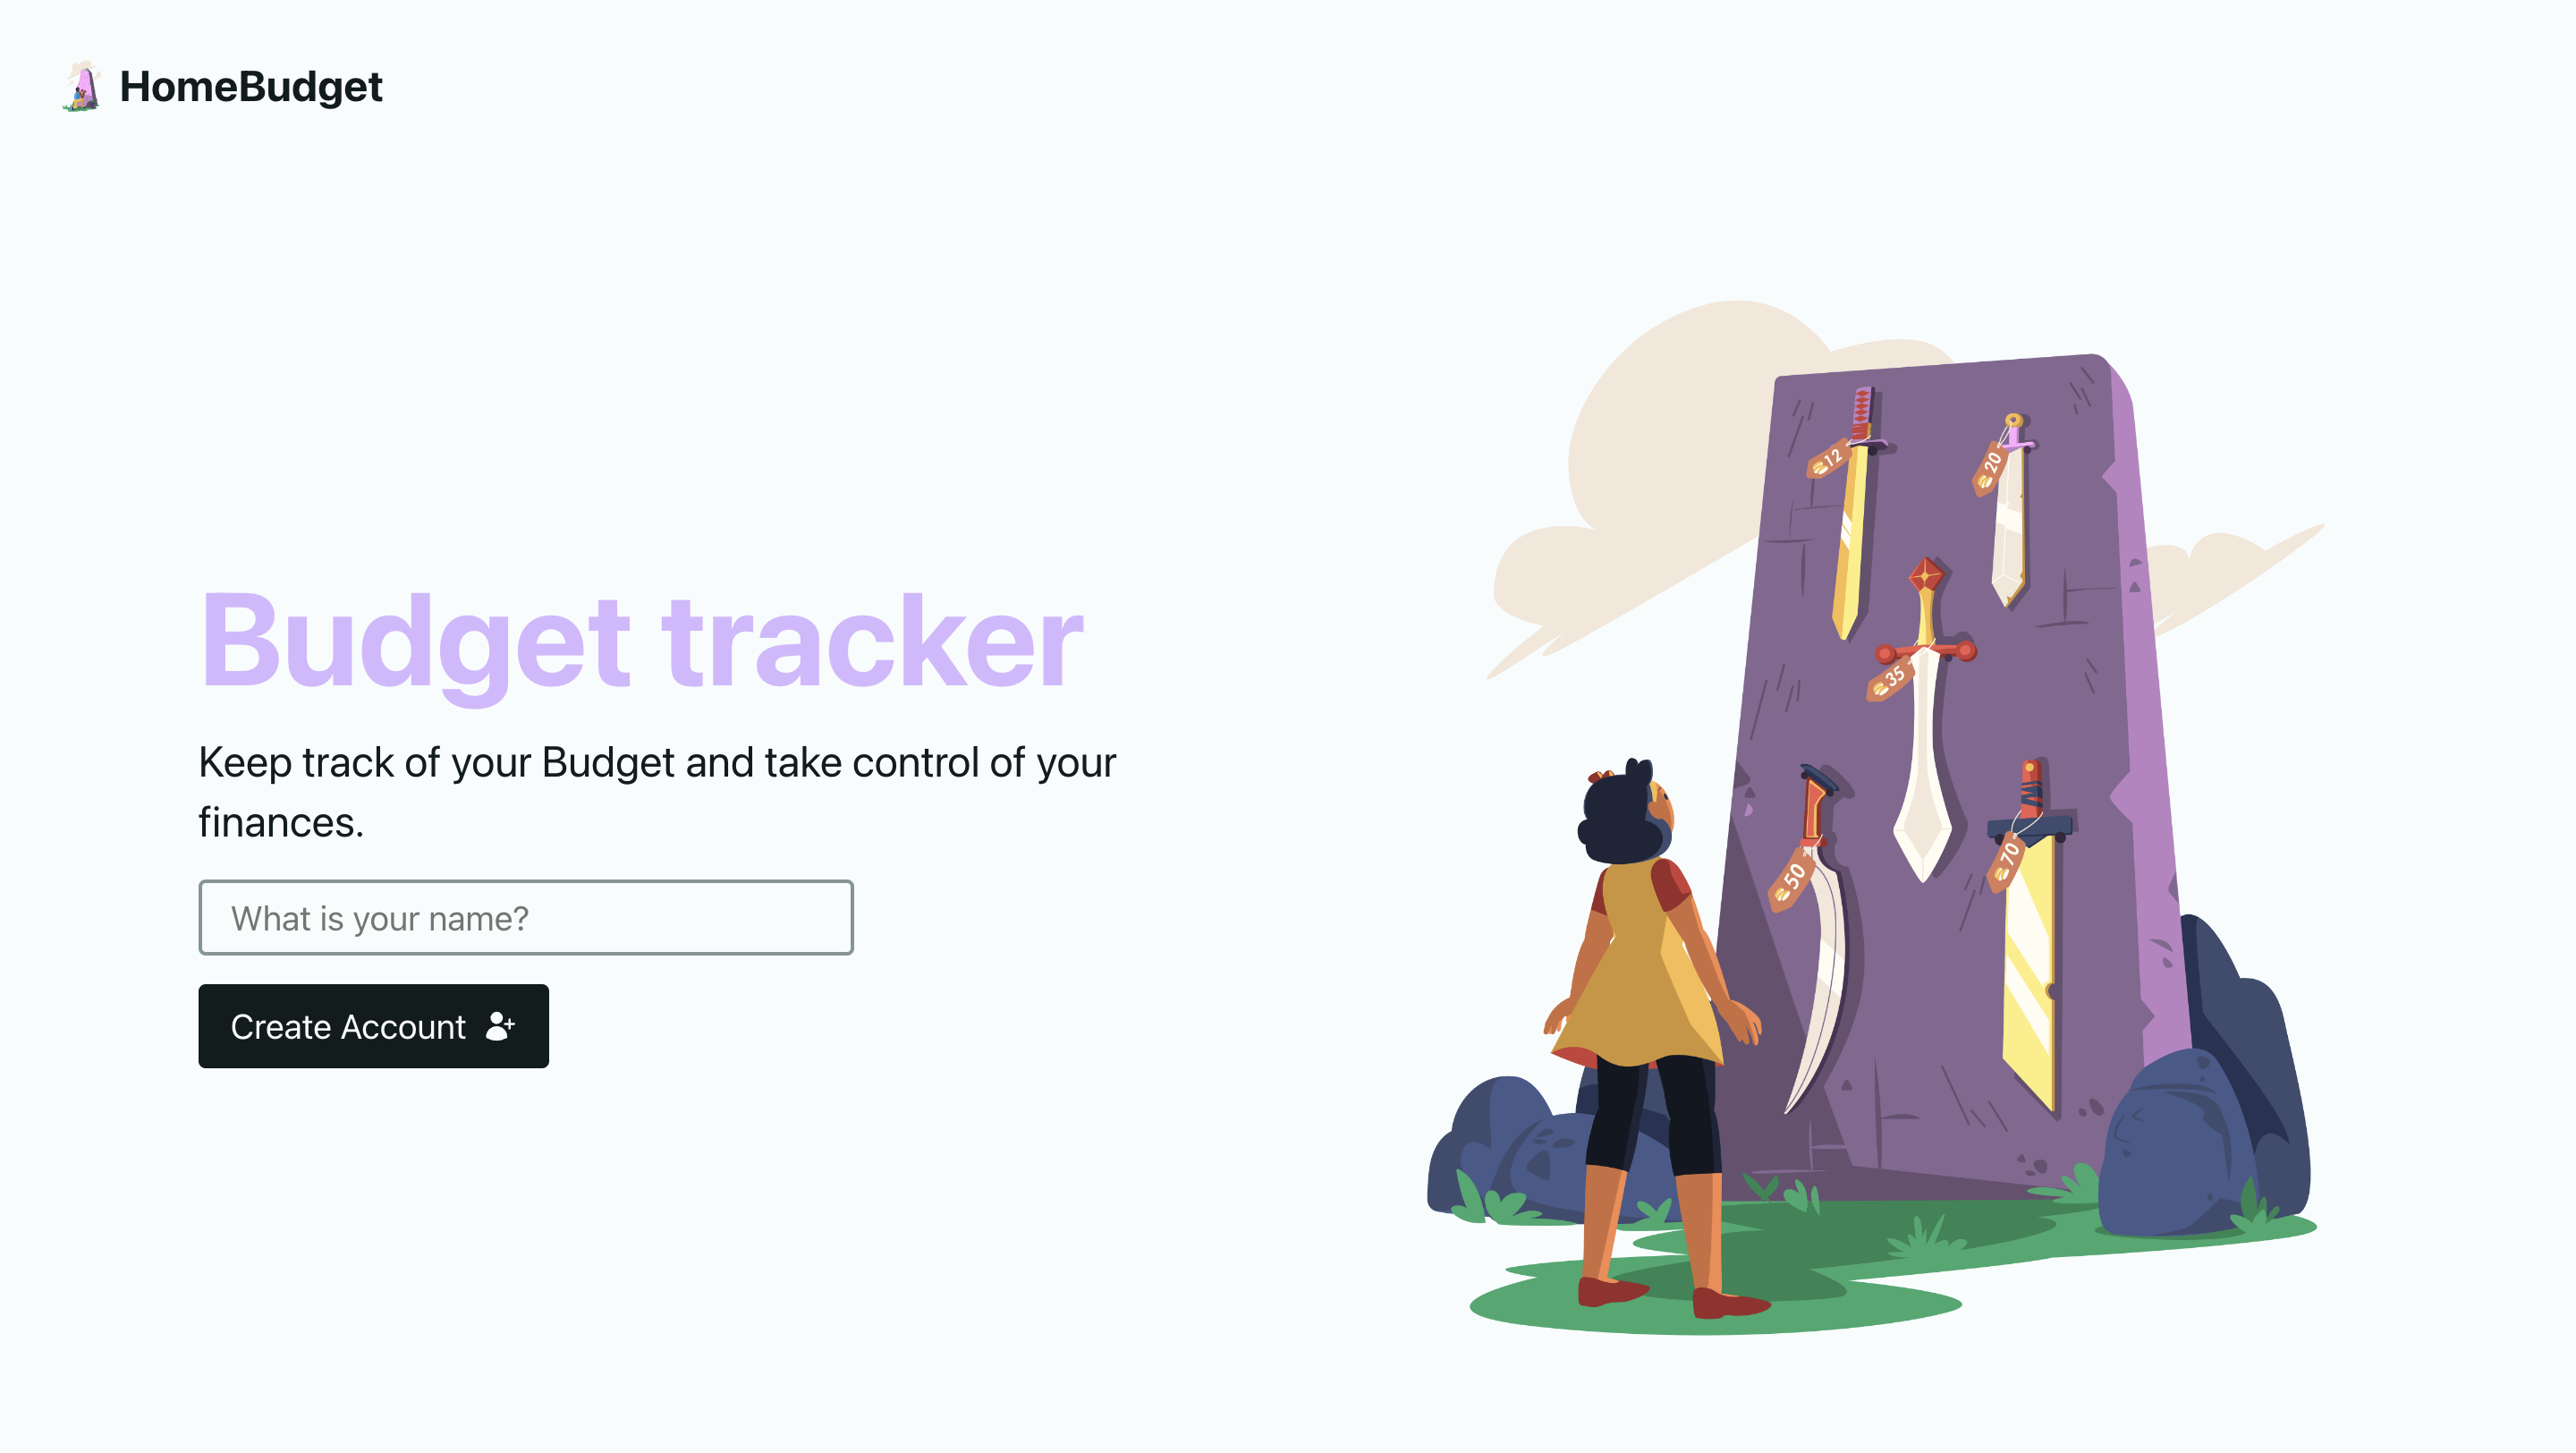 HomeBudget
Budget tracker
Keep track of your Budget and take control of your
finances.
What is your name?
Create Account
12
20
35
50
70